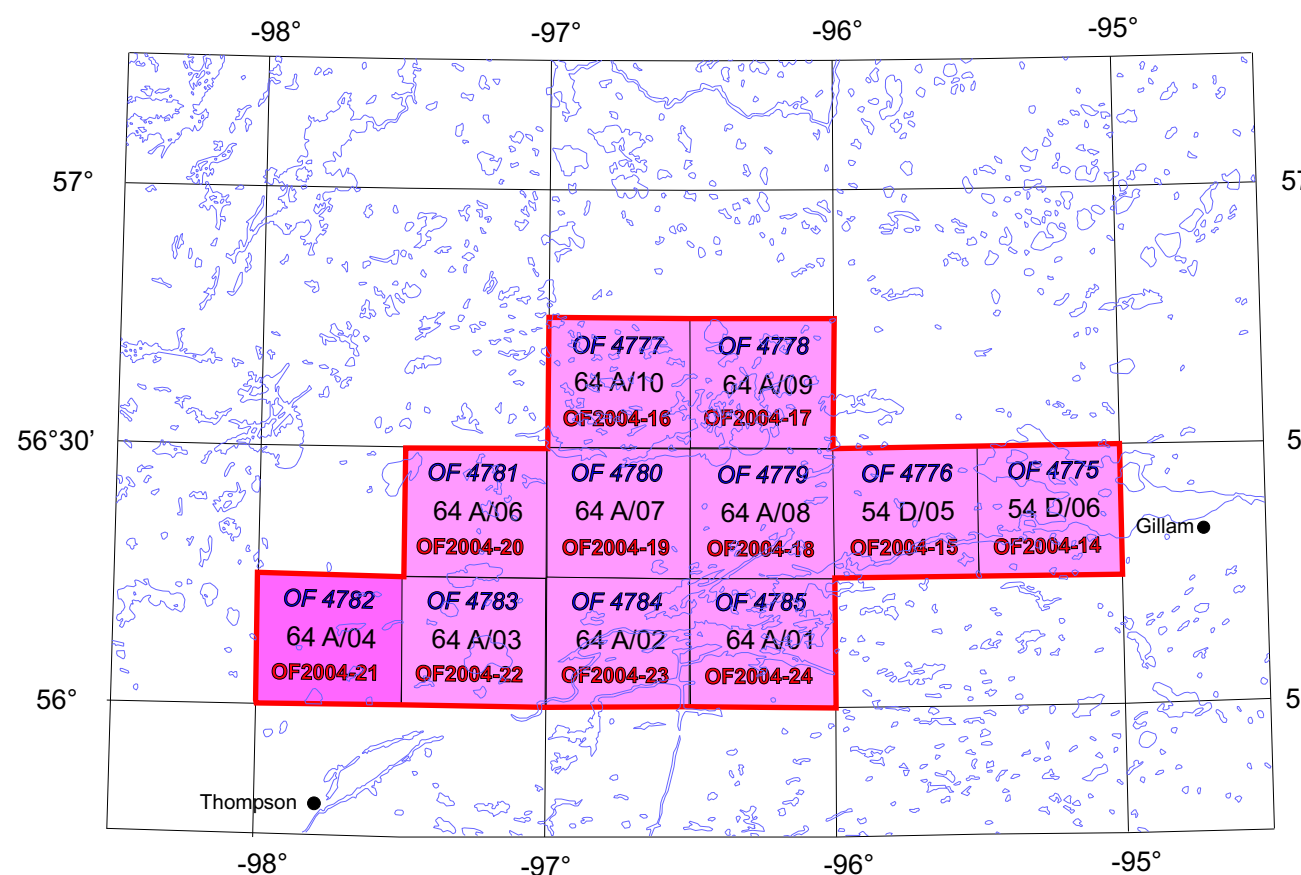 -98° -97° -96° -95°
57° 57
OF 4777 OF 4778
64 A/10 64 A/09
OF2004-16 OF2004-17
56°30' 5
OF 4781 OF 4780 OF 4779 OF 4776 OF 4775
64 A/06 64 A/07 64 A/08 54 D/05 54 D/06
Gillam
OF2004-20 OF2004-19 OF2004-18 OF2004-15 OF2004-14
OF 4782 OF 4783 OF 4784 OF 4785
64 A/04 64 A/03 64 A/02 64 A/01
OF2004-21 OF2004-22 OF2004-23 OF2004-24
56° 5
Thompson
-98° -97° -96° -95°